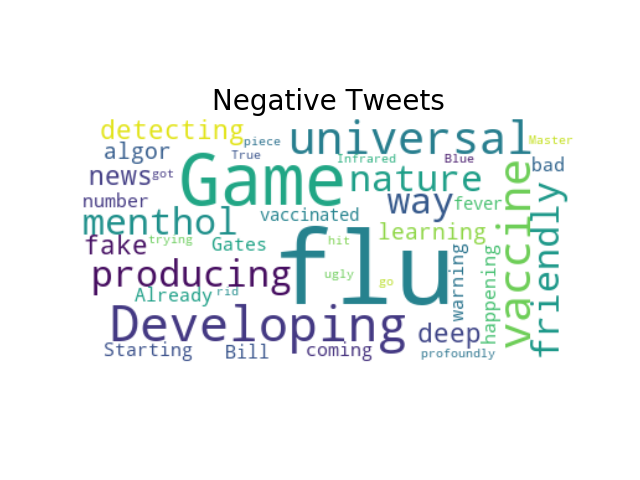 Negative Tweets
detecting
piece
universal
Master
algor
True
Infrared
Blue
bad
news
got
Game
nature
way
fever
number
vaccinated
menthol
learning
vaccine
friendly
fake
trying
Gates
hit
flu
warning
happening
producing
ugly
go
Already
rid
Developing
deep
Starting
Bill
coming
profoundly